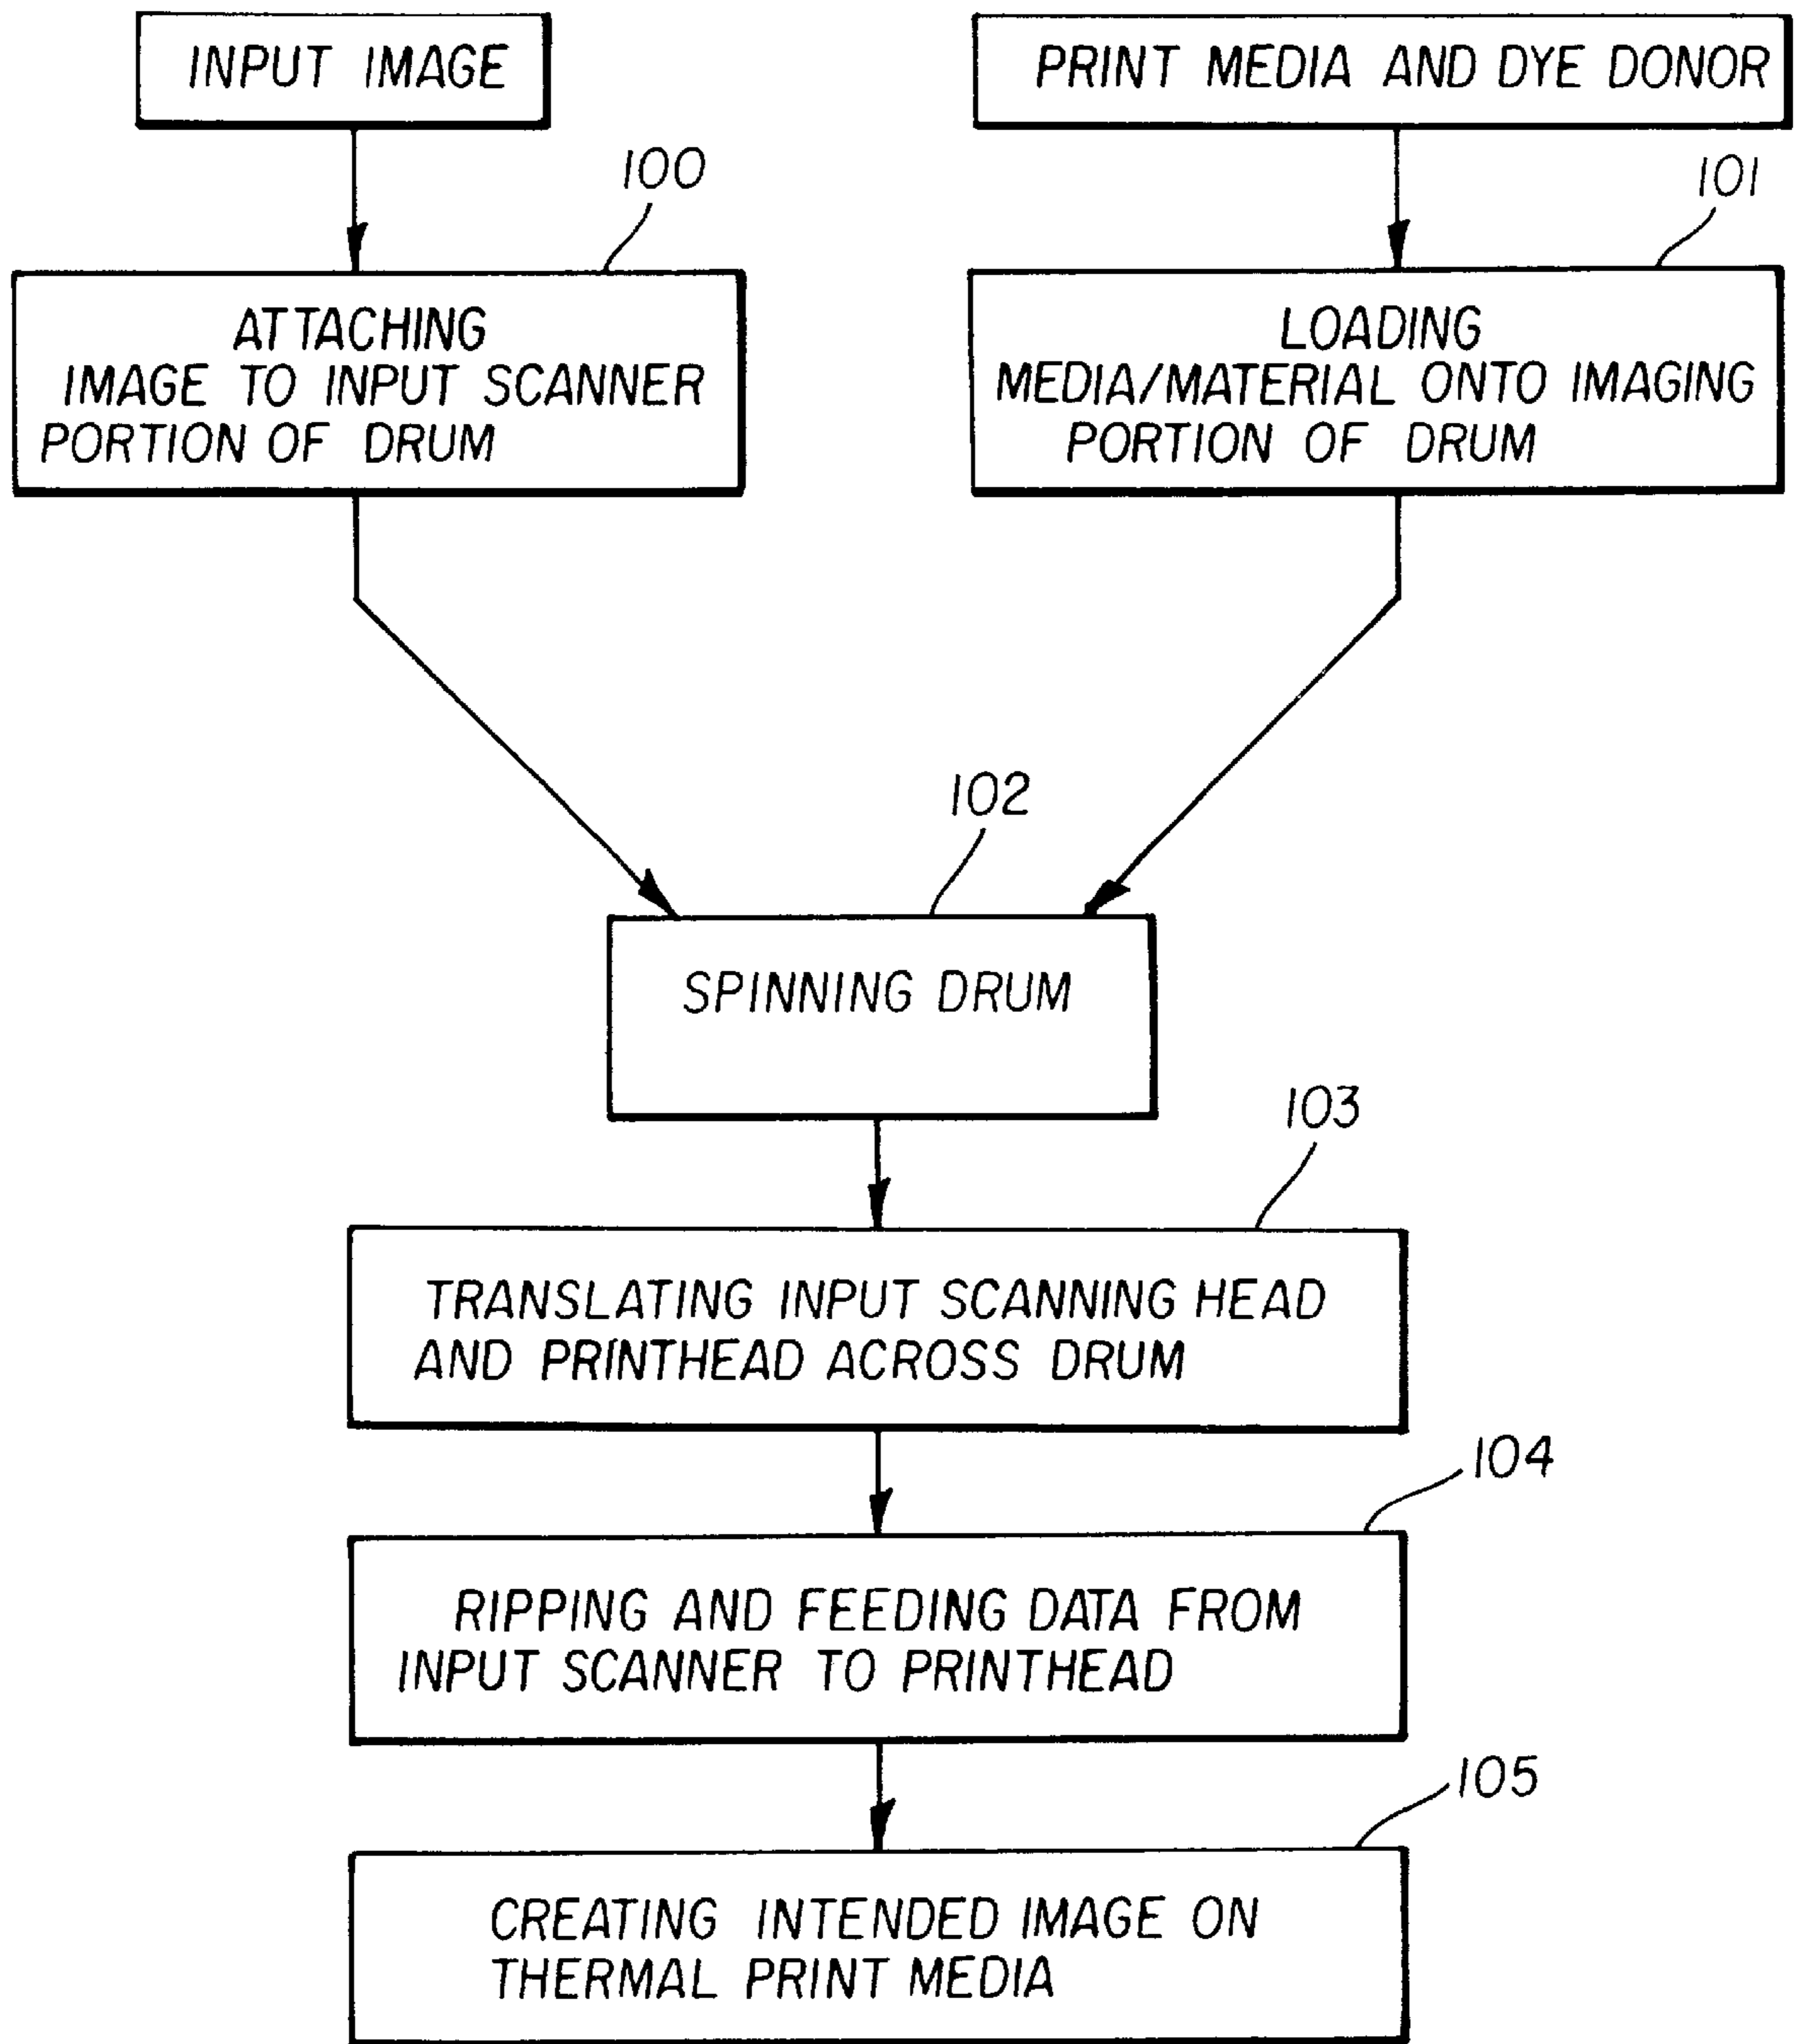 INPUT IMAGE
PRINT MEDIA AND DYE DONOR
100
101
ATTACHING
IMAGE TO INPUT SCANNER
PORTION OF DRUM
LOADING
MEDIA/MATERIAL ONTO IMAGING
PORTION OF DRUM
102
SPINNING DRUM
103
TRANSLATING INPUT SCANNING HEAD
AND PRINTHEAD ACROSS DRUM
104
RIPPING AND FEEDING DATA FROM
INPUT SCANNER TO PRINTHEAD
105
CREATING INTENDED IMAGE ON
THERMAL PRINT MEDIA